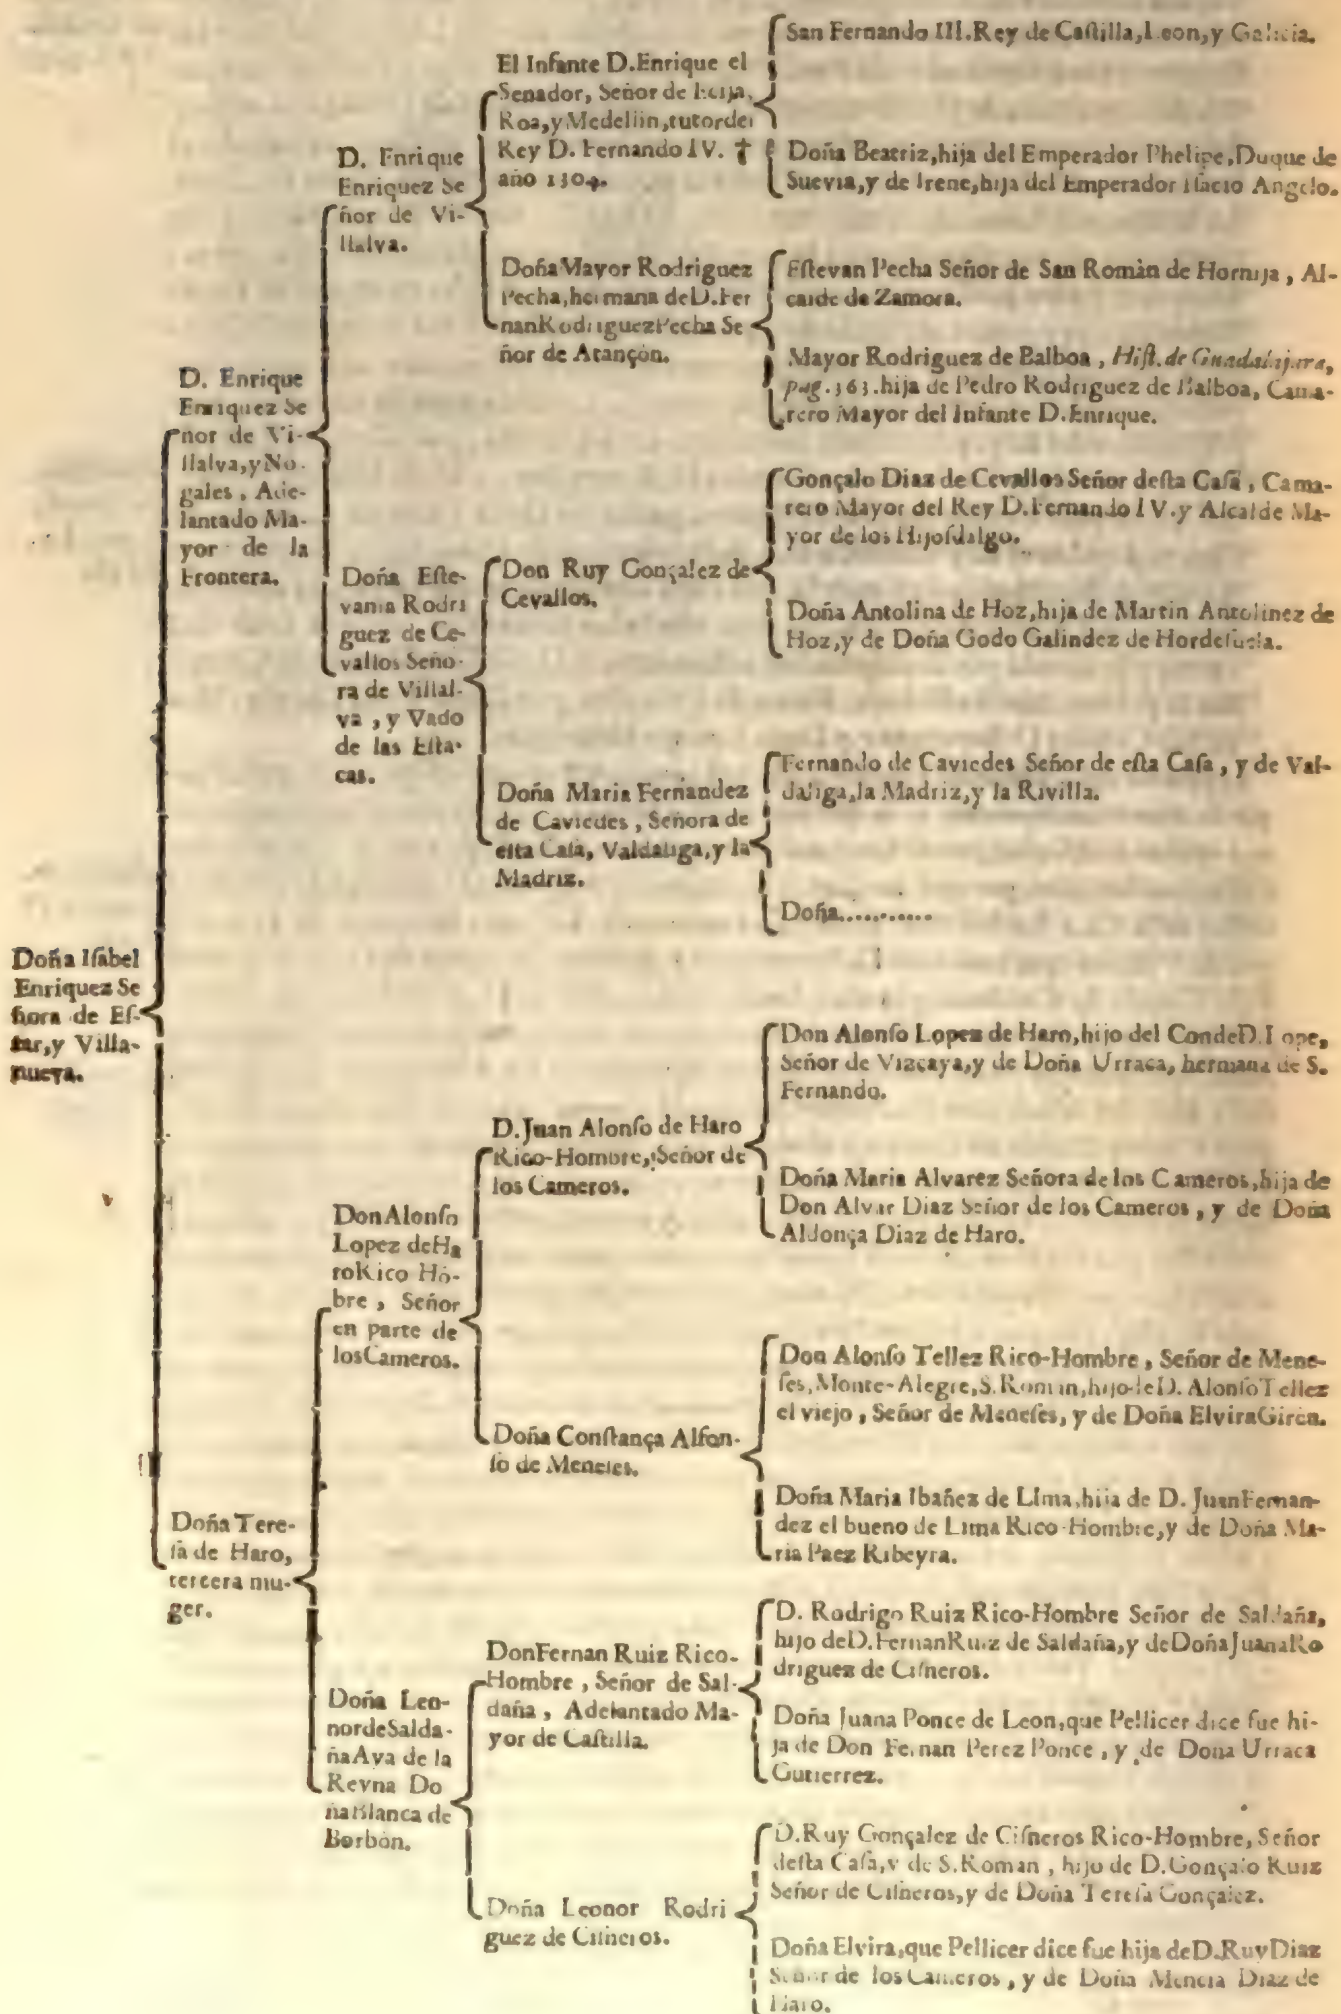 Doña Iſabel
Enriquez Se
ñora de Eſ-
tar, y Villa-
nueva.
D. Enrique
Enriquez Se
ñor de Vi-
llalva, y No-
gales, Ade-
lantado Ma-
yor de la
Frontera.
Doña Tere-
ſa de Haro,
tercera mu-
ger.
D. Enrique
Enriquez Se
ñor de Vi-
llalva.
Doña Eſte-
vania Rodri
guez de Ce-
vallos Seño-
ra de Villal-
va, y Vado
de las Eſta-
cas.
Don Alonſo
Lopez de Ha
ro Rico Hō-
bre, Señor
en parte de
los Cameros.
Doña Leo-
nor de Salda-
ña Aya de la
Reyna Do
ña Blanca de
Borbòn.
El Infante D. Enrique el
Senador, Señor de Ecija,
Roa, y Medellin, tutor del
Rey D. Fernando IV. †
año 1304.
Doña Mayor Rodriguez
Pecha, hermana de D. Fer
nan Rodriguez Pecha Se
ñor de Atançòn.
Don Ruy Gonçalez de
Cevallos.
Doña Maria Fernandez
de Caviedes, Señora de
eſta Caſa, Valdaliga, y la
Madriz.
D. Juan Alonſo de Haro
Rico-Hombre, Señor de
los Cameros.
Doña Conſtança Alfon-
ſo de Meneſes.
Don Fernan Ruiz Rico-
Hombre, Señor de Sal-
daña, Adelantado Ma-
yor de Caſtilla.
Doña Leonor Rodri
guez de Ciſneros.
San Fernando III. Rey de Caſtilla, Leon, y Galicia.
Doña Beatriz, hija del Emperador Phelipe, Duque de
Suevia, y de Irene, hija del Emperador Iſacio Angelo.
Eſtevan Pecha Señor de San Romàn de Hornija, Al-
caide de Zamora.
Mayor Rodriguez de Balboa, Hiſt. de Guadalajara,
pag. 363. hija de Pedro Rodriguez de Balboa, Cama-
rero Mayor del Infante D. Enrique.
Gonçalo Diaz de Cevallos Señor deſta Caſa, Cama-
rero Mayor del Rey D. Fernando IV. y Alcalde Ma-
yor de los Hijoſdalgo.
Doña Antolina de Hoz, hija de Martin Antolinez de
Hoz, y de Doña Godo Galindez de Hordeſuela.
Fernando de Caviedes Señor de eſta Caſa, y de Val-
daliga, la Madriz, y la Rivilla.
Doña...........
Don Alonſo Lopez de Haro, hijo del Conde D. Lope,
Señor de Vizcaya, y de Doña Urraca, hermana de S.
Fernando.
Doña Maria Alvarez Señora de los Cameros, hija de
Don Alvar Diaz Señor de los Cameros, y de Doña
Aldonça Diaz de Haro.
Don Alonſo Tellez Rico-Hombre, Señor de Mene-
ſes, Monte-Alegre, S. Roman, hijo de D. Alonſo Tellez
el viejo, Señor de Meneſes, y de Doña Elvira Giron.
Doña Maria Ibañez de Lima, hija de D. Juan Fernan-
dez el bueno de Lima Rico-Hombre, y de Doña Ma-
ria Paez Ribeyra.
D. Rodrigo Ruiz Rico-Hombre Señor de Saldaña,
hijo de D. Fernan Ruiz de Saldaña, y de Doña Juana Ro
driguez de Ciſneros.
Doña Juana Ponce de Leon, que Pellicer dice fue hi-
ja de Don Fernan Perez Ponce, y de Doña Urraca
Gutierrez.
D. Ruy Gonçalez de Ciſneros Rico-Hombre, Señor
deſta Caſa, y de S. Roman, hijo de D. Gonçalo Ruiz
Señor de Ciſneros, y de Doña Tereſa Gonçalez.
Doña Elvira, que Pellicer dice fue hija de D. Ruy Diaz
Señor de los Cameros, y de Doña Mencia Diaz de
Haro.